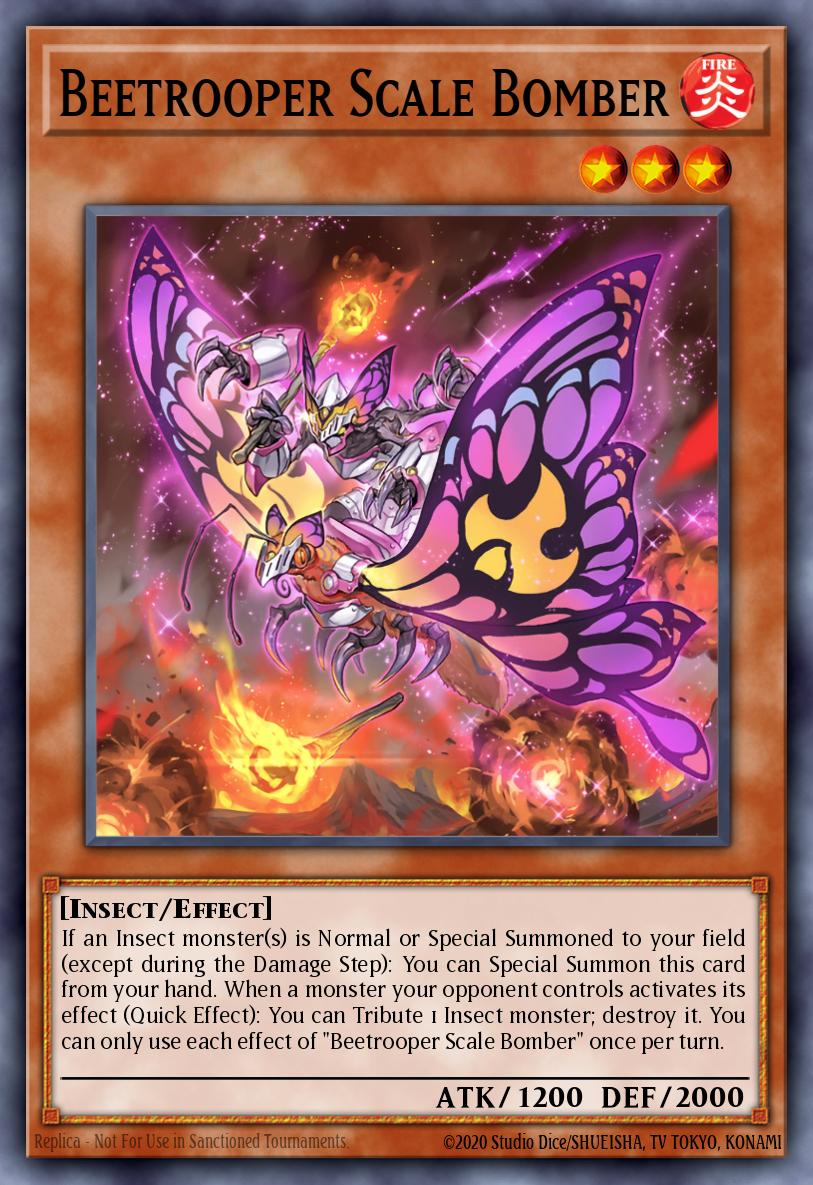 Beetrooper Scale Bomber
FIRE
炎
[Insect/Effect]
If an Insect monster(s) is Normal or Special Summoned to your field
(except during the Damage Step): You can Special Summon this card
from your hand. When a monster your opponent controls activates its
effect (Quick Effect): You can Tribute 1 Insect monster; destroy it. You
can only use each effect of "Beetrooper Scale Bomber" once per turn.
ATK/1200 DEF/2000
Replica - Not For Use in Sanctioned Tournaments.
©2020 Studio Dice/SHUEISHA, TV TOKYO, KONAMI